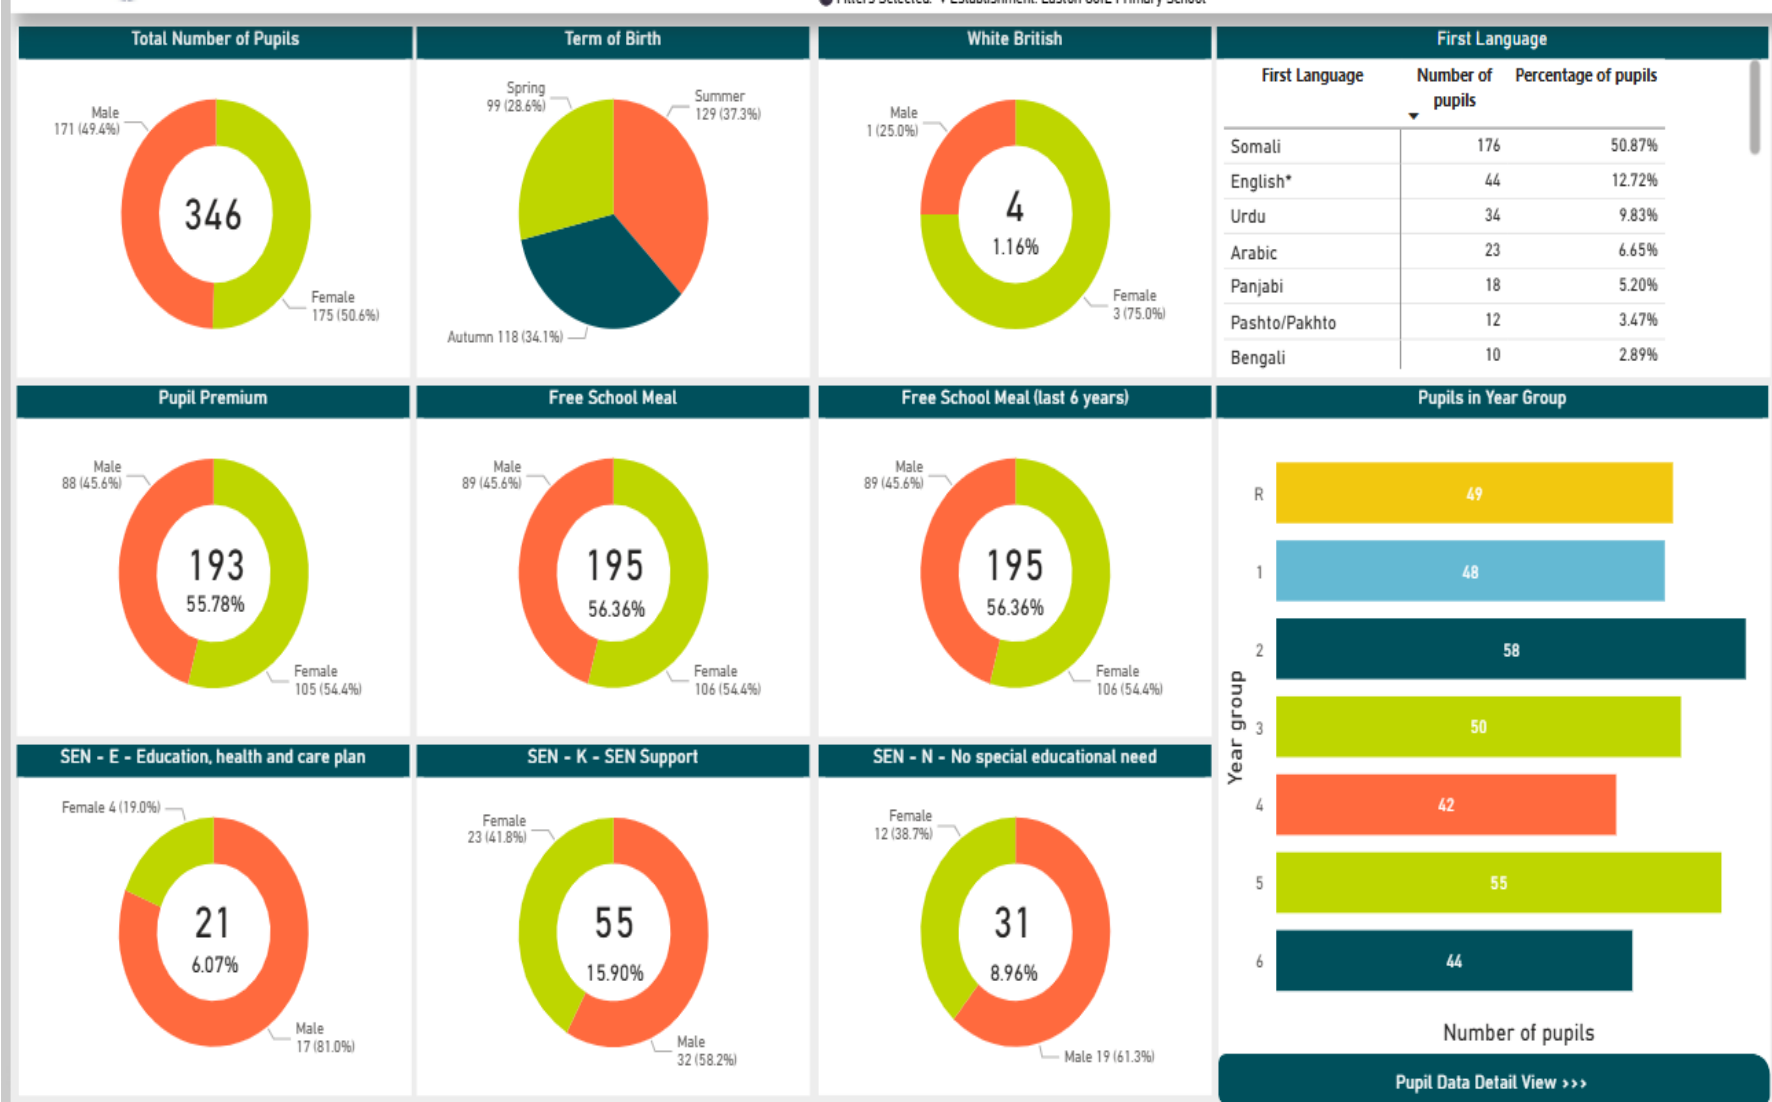 Filters Selected: • Establishment: Easton CofE Primary School
Total Number of Pupils
Male
171 (49.4%)
346
Female
175 (50.6%)
Term of Birth
Spring
99 (28.6%)
Summer
129 (37.3%)
Autumn 118 (34.1%)
White British
Male
1 (25.0%)
4
1.16%
Female
3 (75.0%)
First Language
First Language Number of pupils Percentage of pupils
Somali 176 50.87%
English* 44 12.72%
Urdu 34 9.83%
Arabic 23 6.65%
Panjabi 18 5.20%
Pashto/Pakhto 12 3.47%
Bengali 10 2.89%
Pupil Premium
Male
88 (45.6%)
193
55.78%
Female
105 (54.4%)
Free School Meal
Male
89 (45.6%)
195
56.36%
Female
106 (54.4%)
Free School Meal (last 6 years)
Male
89 (45.6%)
195
56.36%
Female
106 (54.4%)
Pupils in Year Group
Year group
R 49
1 48
2 58
3 50
4 42
5 55
6 44
Number of pupils
SEN - E - Education, health and care plan
Female 4 (19.0%)
21
6.07%
Male
17 (81.0%)
SEN - K - SEN Support
Female
23 (41.8%)
55
15.90%
Male
32 (58.2%)
SEN - N - No special educational need
Female
12 (38.7%)
31
8.96%
Male 19 (61.3%)
Pupil Data Detail View >>>